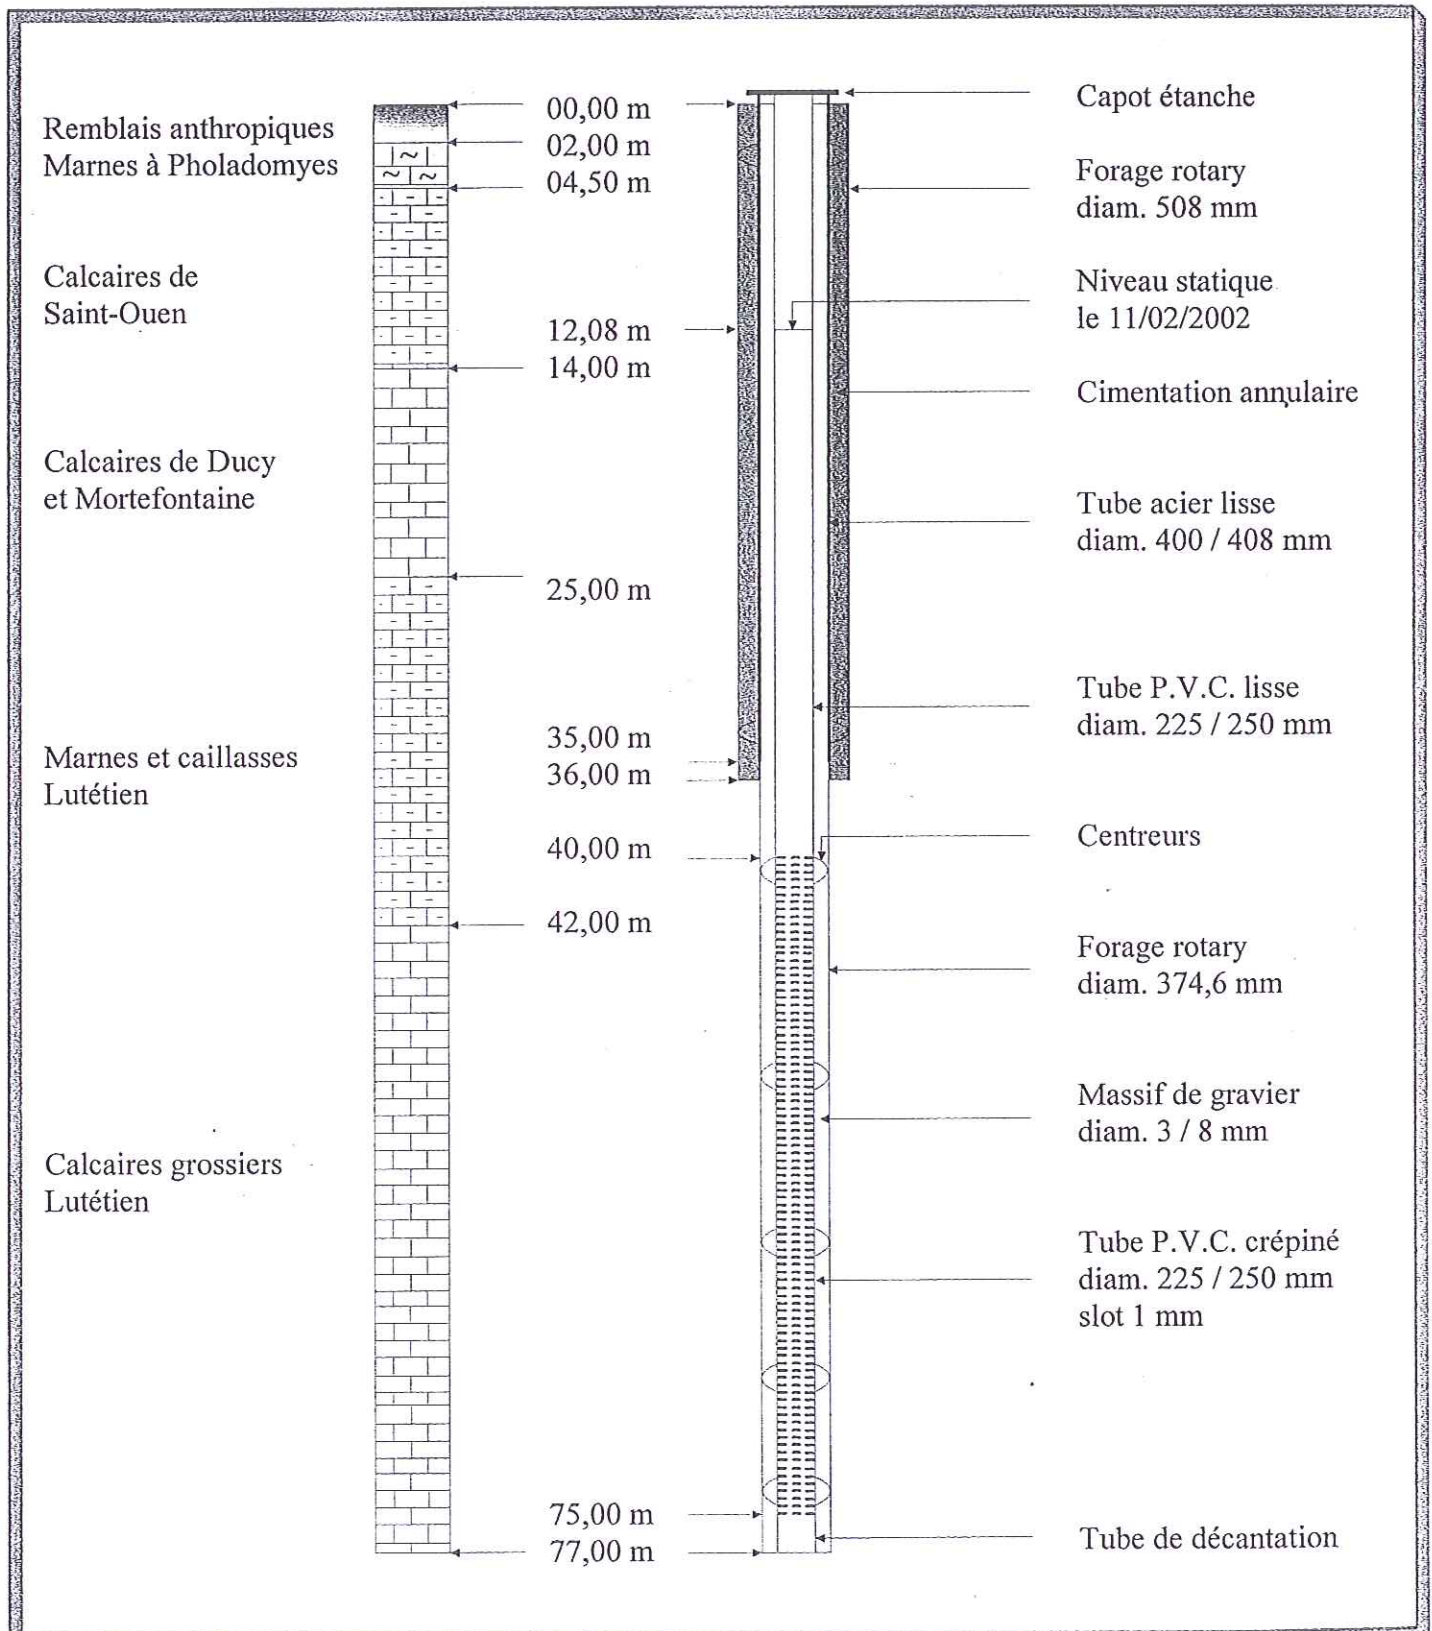 Remblais anthropiques
Marnes à Pholadomyes
Calcaires de
Saint-Ouen
Calcaires de Ducy
et Mortefontaine
Marnes et caillasses
Lutétien
Calcaires grossiers
Lutétien
00,00 m
02,00 m
04,50 m
12,08 m
14,00 m
25,00 m
35,00 m
36,00 m
40,00 m
42,00 m
75,00 m
77,00 m
Capot étanche
Forage rotary
diam. 508 mm
Niveau statique
le 11/02/2002
Cimentation annulaire
Tube acier lisse
diam. 400 / 408 mm
Tube P.V.C. lisse
diam. 225 / 250 mm
Centreurs
Forage rotary
diam. 374,6 mm
Massif de gravier
diam. 3 / 8 mm
Tube P.V.C. crépiné
diam. 225 / 250 mm
slot 1 mm
Tube de décantation